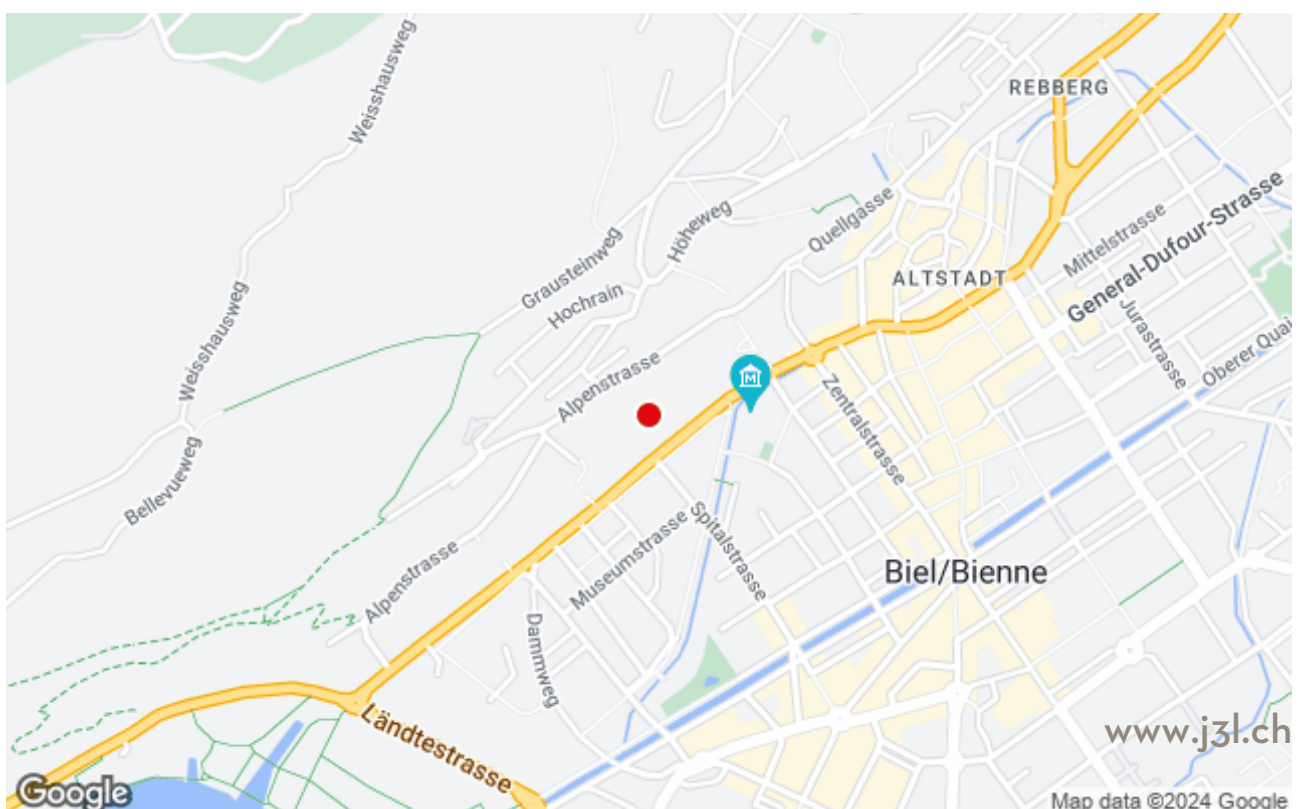 Weisshausweg
REBBERG
Quellgasse
Höheweg
Mittelstrasse
General-Dufour-Strasse
Grausteinweg
ALTSTADT
Hochrain
Jurastrasse
Oberer Quai
Weisshausweg
Alpenstrasse
M
Zentralstrasse
Bellevueweg
Spitalstrasse
Museumstrasse
Biel/Bienne
Alpenstrasse
Dammweg
Ländtestrasse
www.j3l.ch
Google
Map data ©2024 Google